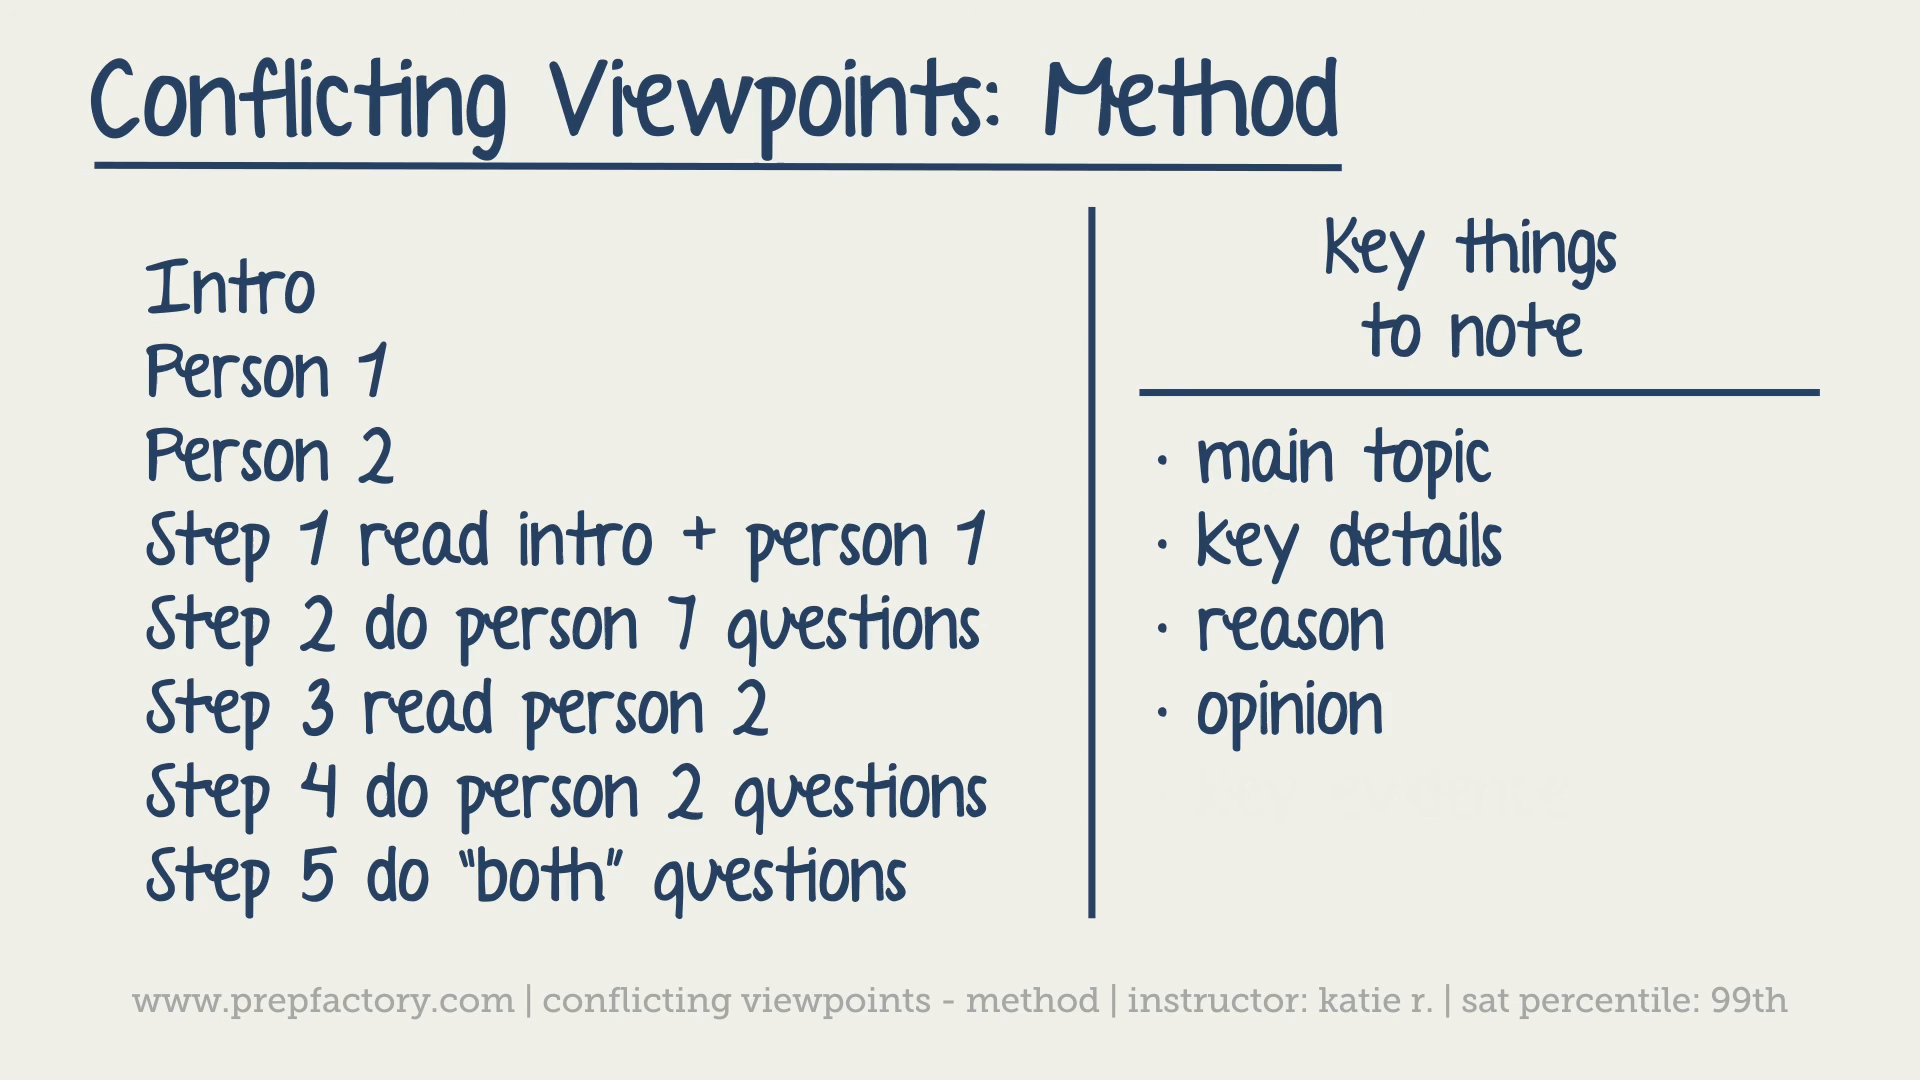 Conflicting Viewpoints: Method
Intro
Person 1
Person 2
Step 1 read intro + person 1
Step 2 do person 1 questions
Step 3 read person 2
Step 4 do person 2 questions
Step 5 do "both" questions
Key things
to note
· main topic
· key details
· reason
· opinion
www.prepfactory.com | conflicting viewpoints - method | instructor: katie r. | sat percentile: 99th